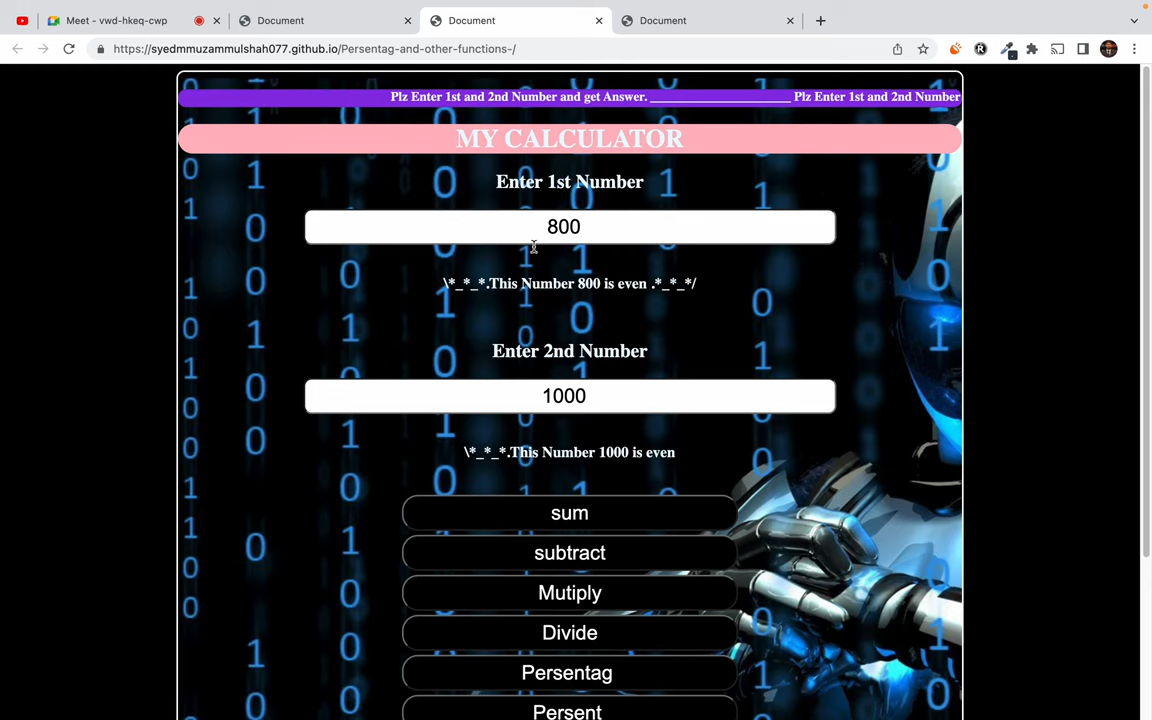 Meet - vwd-hkeq-cwp
Document
Document
Document
https://syedmmuzammulshah077.github.io/Persentag-and-other-functions-/
Plz Enter 1st and 2nd Number and get Answer. ______________________ Plz Enter 1st and 2nd Number
MY CALCULATOR
Enter 1st Number
800
\*_*_*.This Number 800 is even .*_*_*/
Enter 2nd Number
1000
\*_*_*.This Number 1000 is even
sum
subtract
Mutiply
Divide
Persentag
Persent